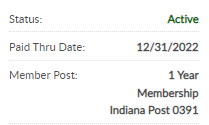 Status: Active
Paid Thru Date: 12/31/2022
Member Post: 1 Year
Membership
Indiana Post 0391